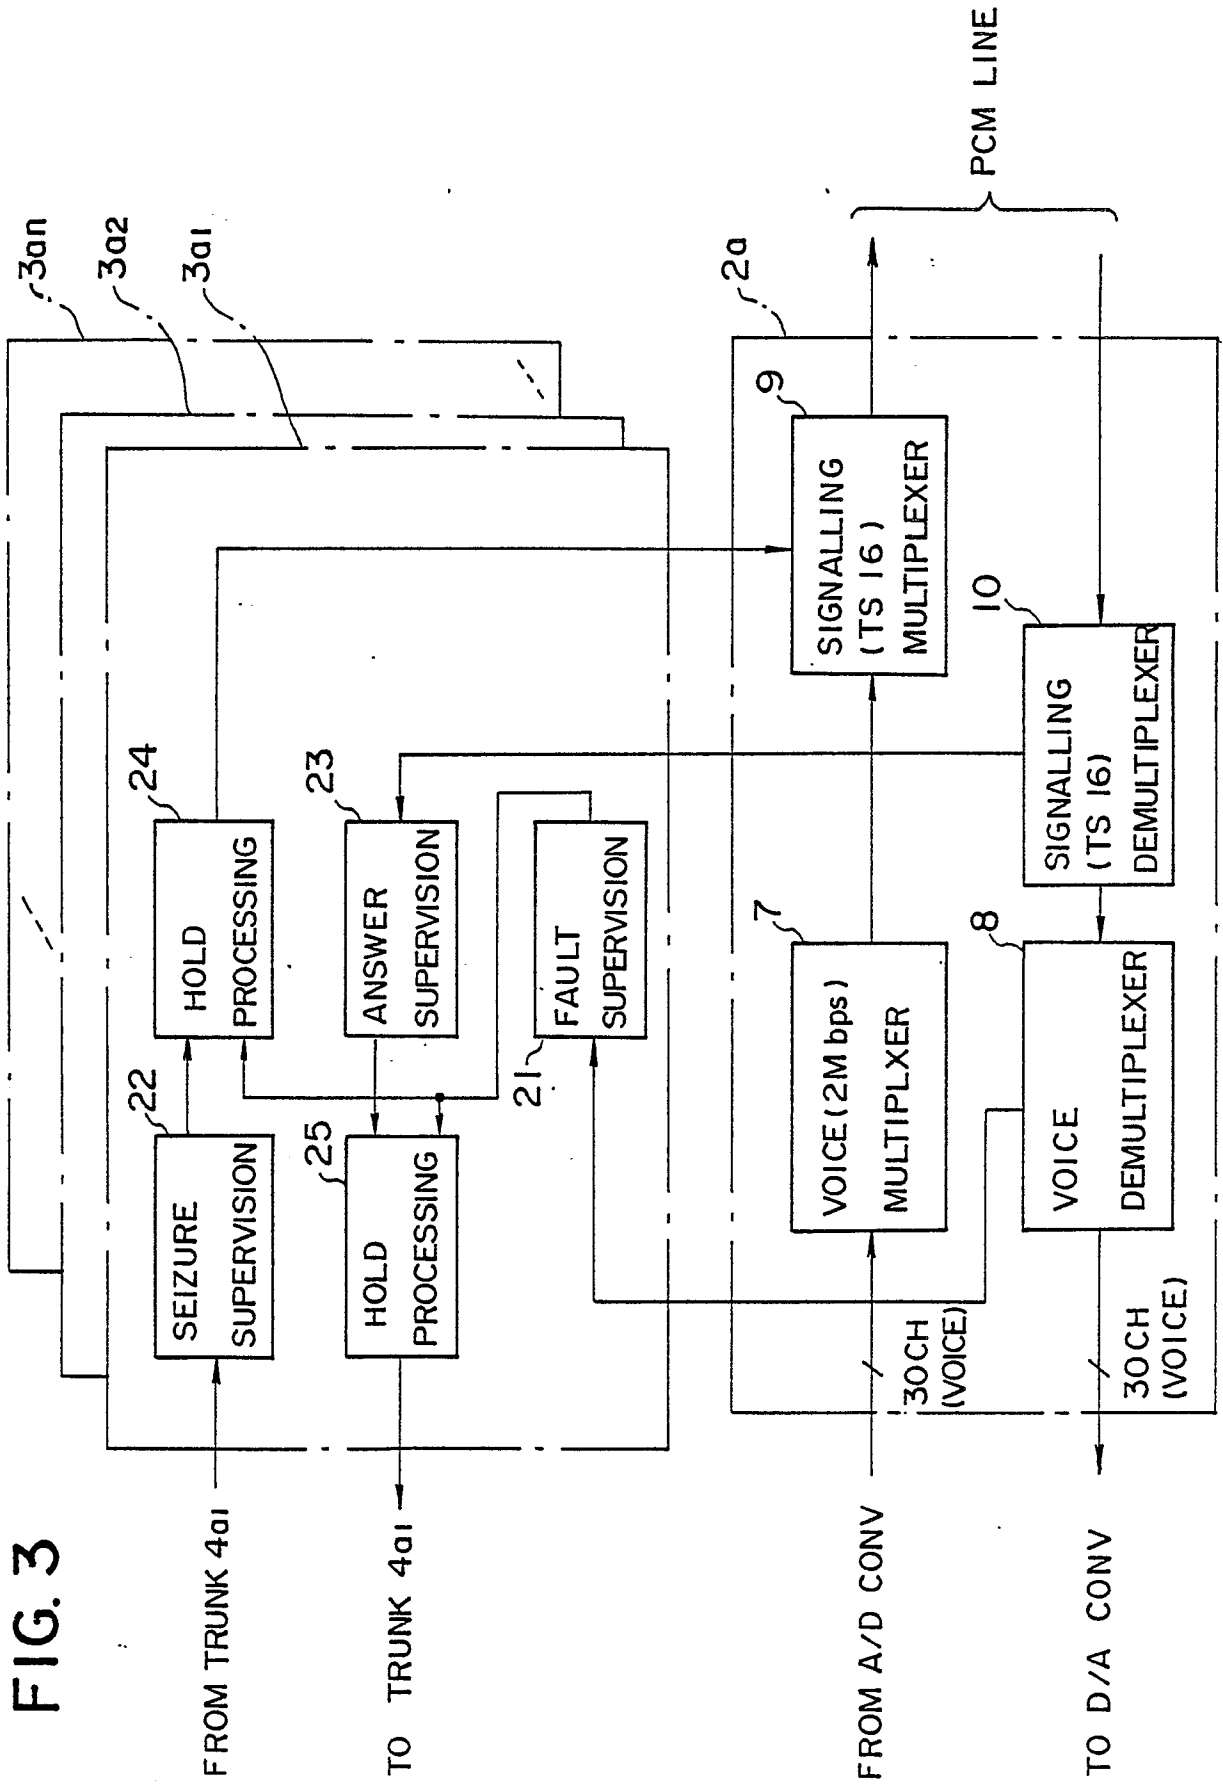 FIG. 3
3an
3a2
3a1
FROM TRUNK 4a1
22
SEIZURE
SUPERVISION
24
HOLD
PROCESSING
TO TRUNK 4a1
25
HOLD
PROCESSING
23
ANSWER
SUPERVISION
21
FAULT
SUPERVISION
2a
FROM A/D CONV
30CH
(VOICE)
7
VOICE (2M bps)
MULTIPLXER
9
SIGNALLING
(TS 16)
MULTIPLEXER
PCM LINE
TO D/A CONV
30CH
(VOICE)
8
VOICE
DEMULTIPLEXER
10
SIGNALLING
(TS 16)
DEMULTIPLEXER